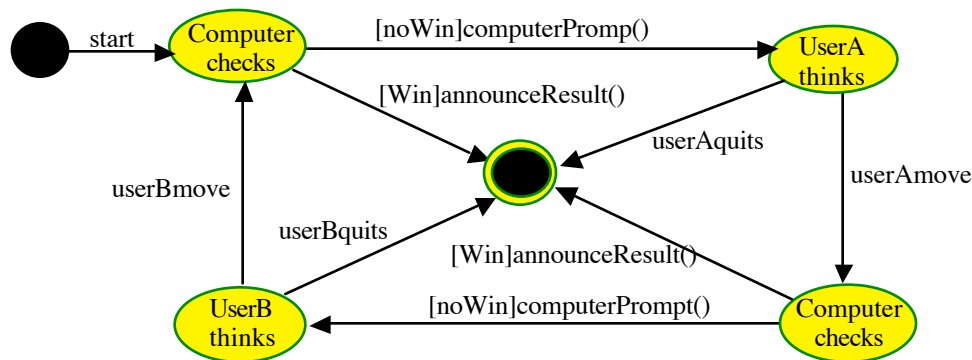 start
Computer
checks
[noWin]computerPromp()
UserA
thinks
[Win]announceResult()
userAquits
userAmove
userBmove
userBquits
[Win]announceResult()
UserB
thinks
[noWin]computerPrompt()
Computer
checks